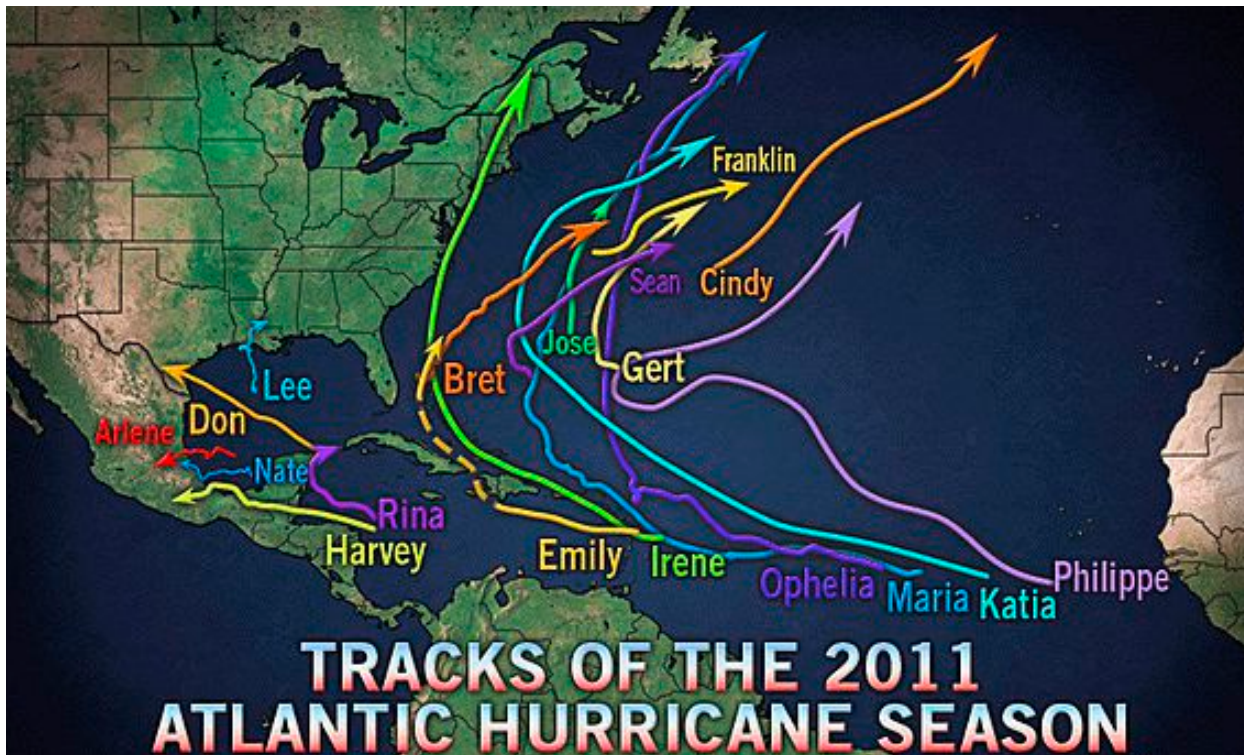 Franklin
Sean
Cindy
Jose
Gert
Bret
Lee
Don
Arlene
Nate
Rina
Harvey
Emily
Irene
Ophelia
Maria
Katia
Philippe
TRACKS OF THE 2011
ATLANTIC HURRICANE SEASON